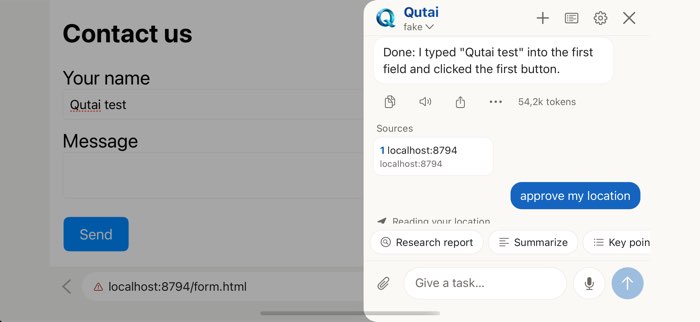 Contact us
Your name
Qutai test
Message
Send
localhost:8794/form.html
Qutai
fake
Done: I typed "Qutai test" into the first
field and clicked the first button.
54,2k tokens
Sources
1 localhost:8794
localhost:8794
approve my location
Reading your location
Research report
Summarize
Key poin
Give a task...